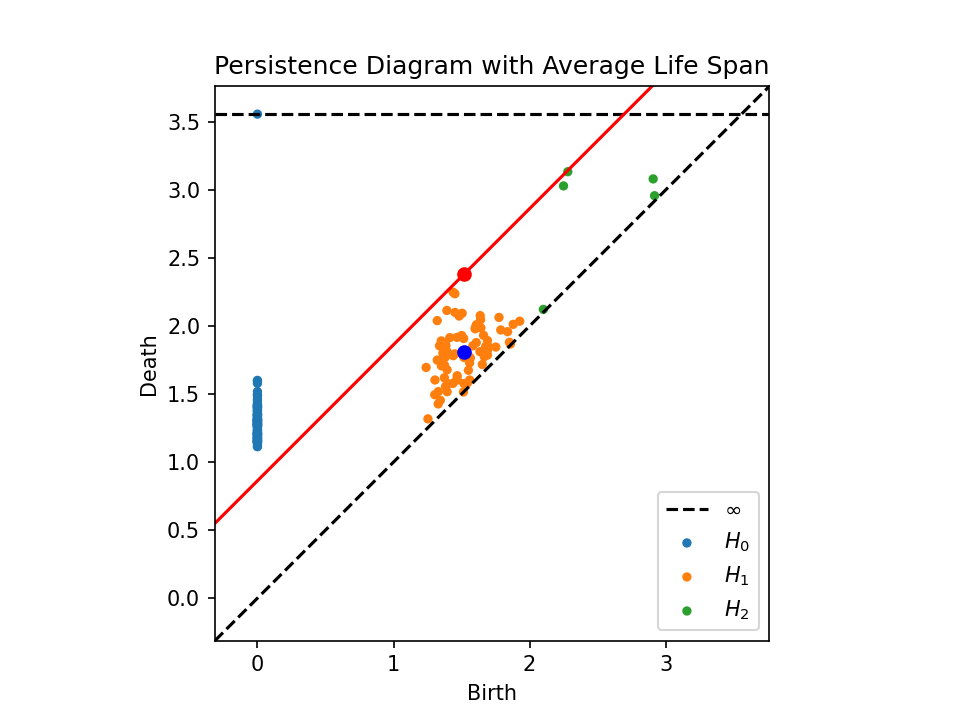 Persistence Diagram with Average Life Span
3.5
3.0
2.5
2.0
1.5
1.0
0.5
0.0
Death
0
1
2
3
Birth
∞
H₀
H₁
H₂